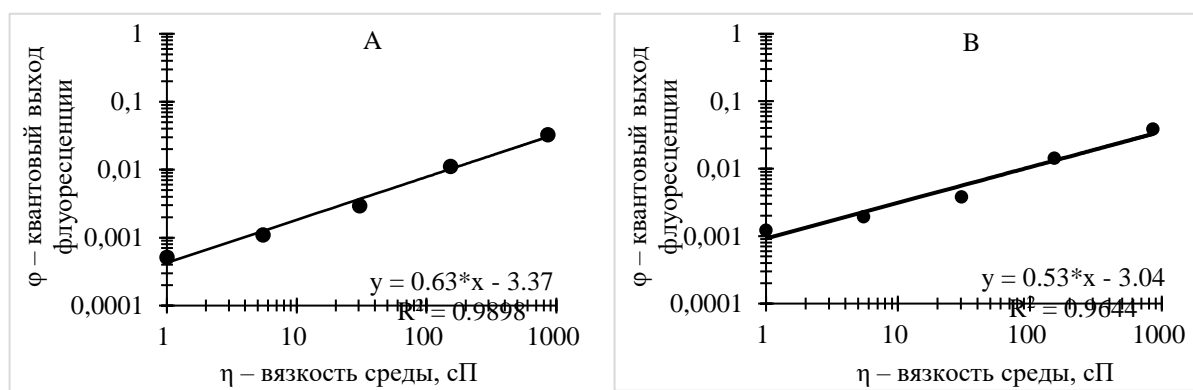 φ – квантовый выход
флуоресценции
A
1
0,1
0,01
0,001
0,0001
y = 0.63*x - 3.37
R² = 0.9898
1
10
100
1000
η – вязкость среды, сП
φ – квантовый выход
флуоресценции
B
1
0,1
0,01
0,001
0,0001
y = 0.53*x - 3.04
R² = 0.9644
1
10
100
1000
η – вязкость среды, сП